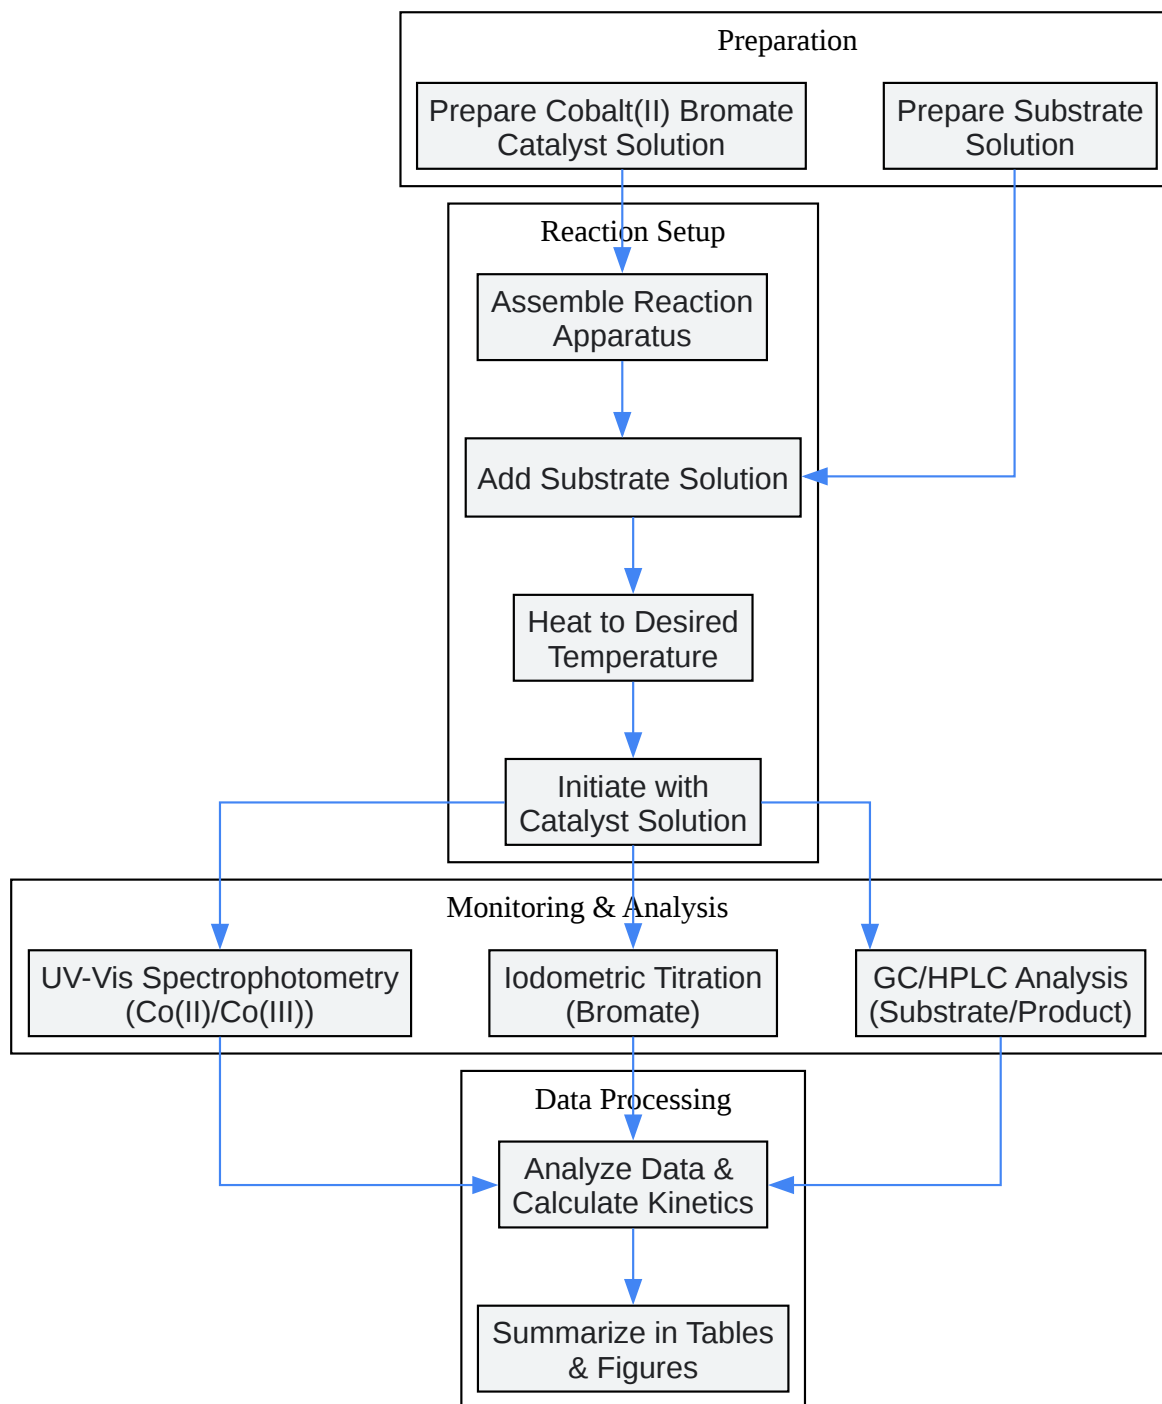 Preparation
Prepare Cobalt(II) Bromate
Catalyst Solution
Prepare Substrate
Solution
Reaction Setup
Assemble Reaction
Apparatus
Add Substrate Solution
Heat to Desired
Temperature
Initiate with
Catalyst Solution
Monitoring & Analysis
UV-Vis Spectrophotometry
(Co(II)/Co(III))
Iodometric Titration
(Bromate)
GC/HPLC Analysis
(Substrate/Product)
Data Processing
Analyze Data &
Calculate Kinetics
Summarize in Tables
& Figures